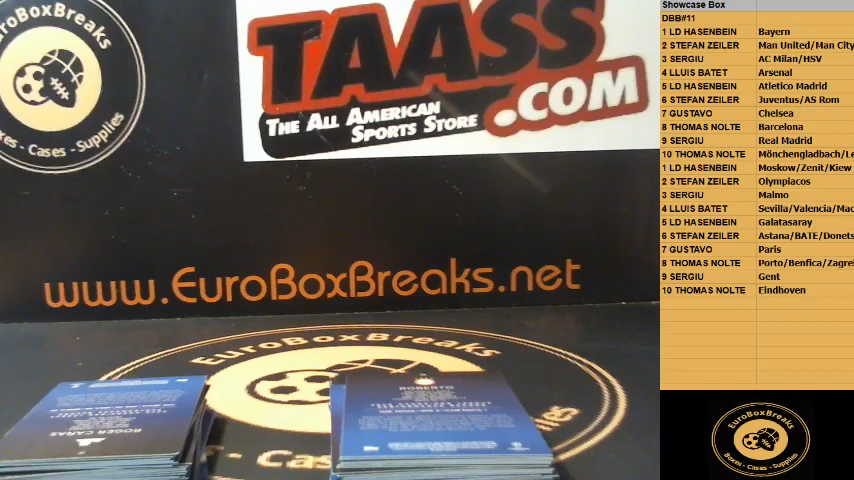 TAASS
.COM
THE ALL AMERICAN
SPORTS STORE
Boxes - Cases - Supplies
www.EuroBoxBreaks.net
EuroBoxBreaks
ROGER CAÑAS
ROBERTO
Showcase Box
DBB#11
1 LD HASENBEIN Bayern
2 STEFAN ZEILER Man United/Man City
3 SERGIU AC Milan/HSV
4 LLUIS BATET Arsenal
5 LD HASENBEIN Atletico Madrid
6 STEFAN ZEILER Juventus/AS Rom
7 GUSTAVO Chelsea
8 THOMAS NOLTE Barcelona
9 SERGIU Real Madrid
10 THOMAS NOLTE Mönchengladbach/Le
1 LD HASENBEIN Moskow/Zenit/Kiew
2 STEFAN ZEILER Olympiacos
3 SERGIU Malmo
4 LLUIS BATET Sevilla/Valencia/Mac
5 LD HASENBEIN Galatasaray
6 STEFAN ZEILER Astana/BATE/Donets
7 GUSTAVO Paris
8 THOMAS NOLTE Porto/Benfica/Zagre
9 SERGIU Gent
10 THOMAS NOLTE Eindhoven
EuroBoxBreaks
Boxes - Cases - Supplies